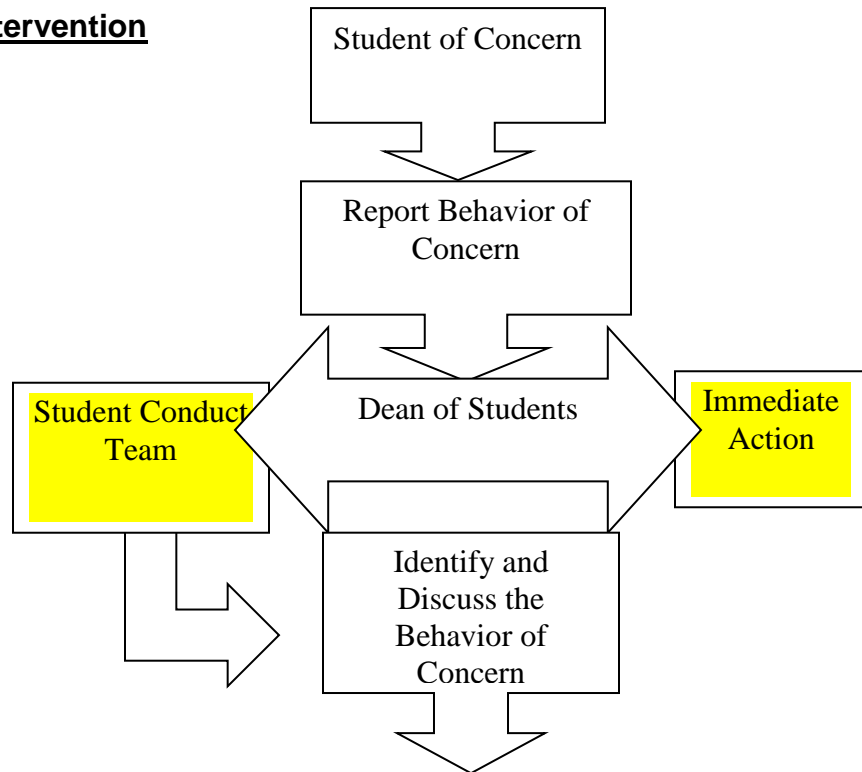 tervention
Student of Concern
Report Behavior of
Concern
Dean of Students
Student Conduct
Team
Immediate
Action
Identify and
Discuss the
Behavior of
Concern